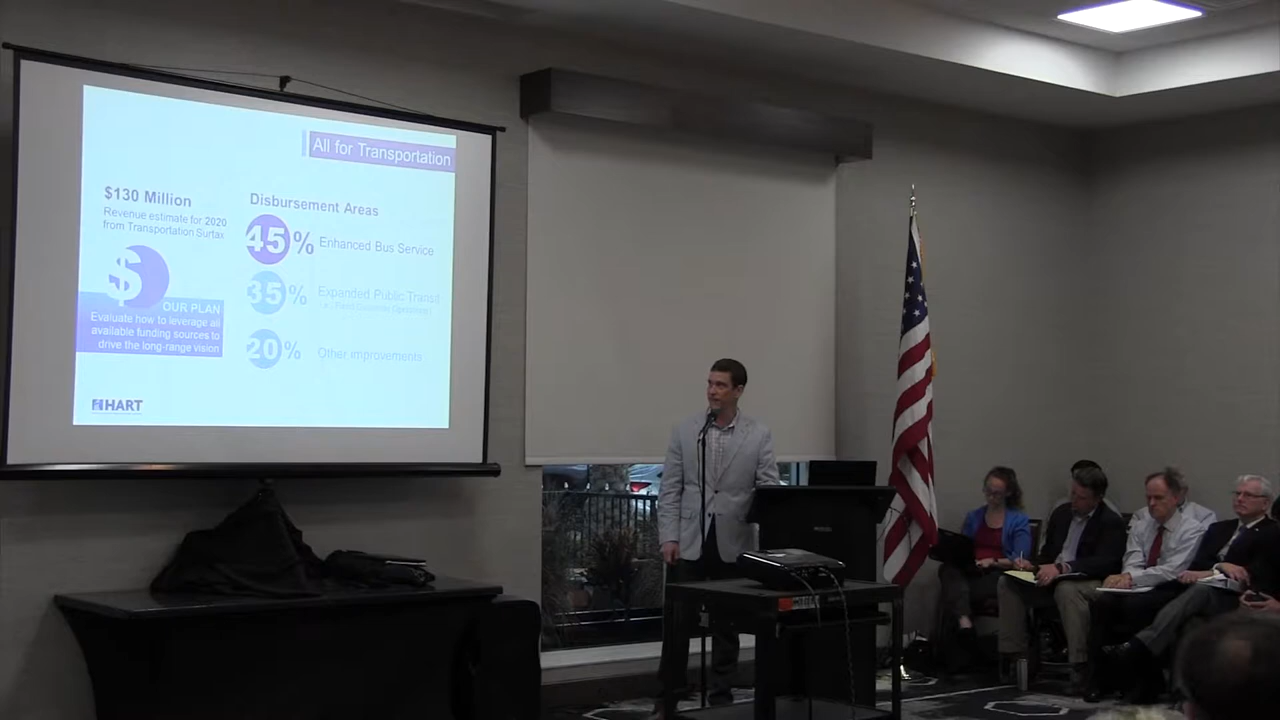 All for Transportation
$130 Million
Revenue estimate for 2020
from Transportation Surtax
$
OUR PLAN
Evaluate how to leverage all
available funding sources to
drive the long-range vision
Disbursement Areas
45% Enhanced Bus Service
35% Expanded Public Transit
20% Other improvements
HART